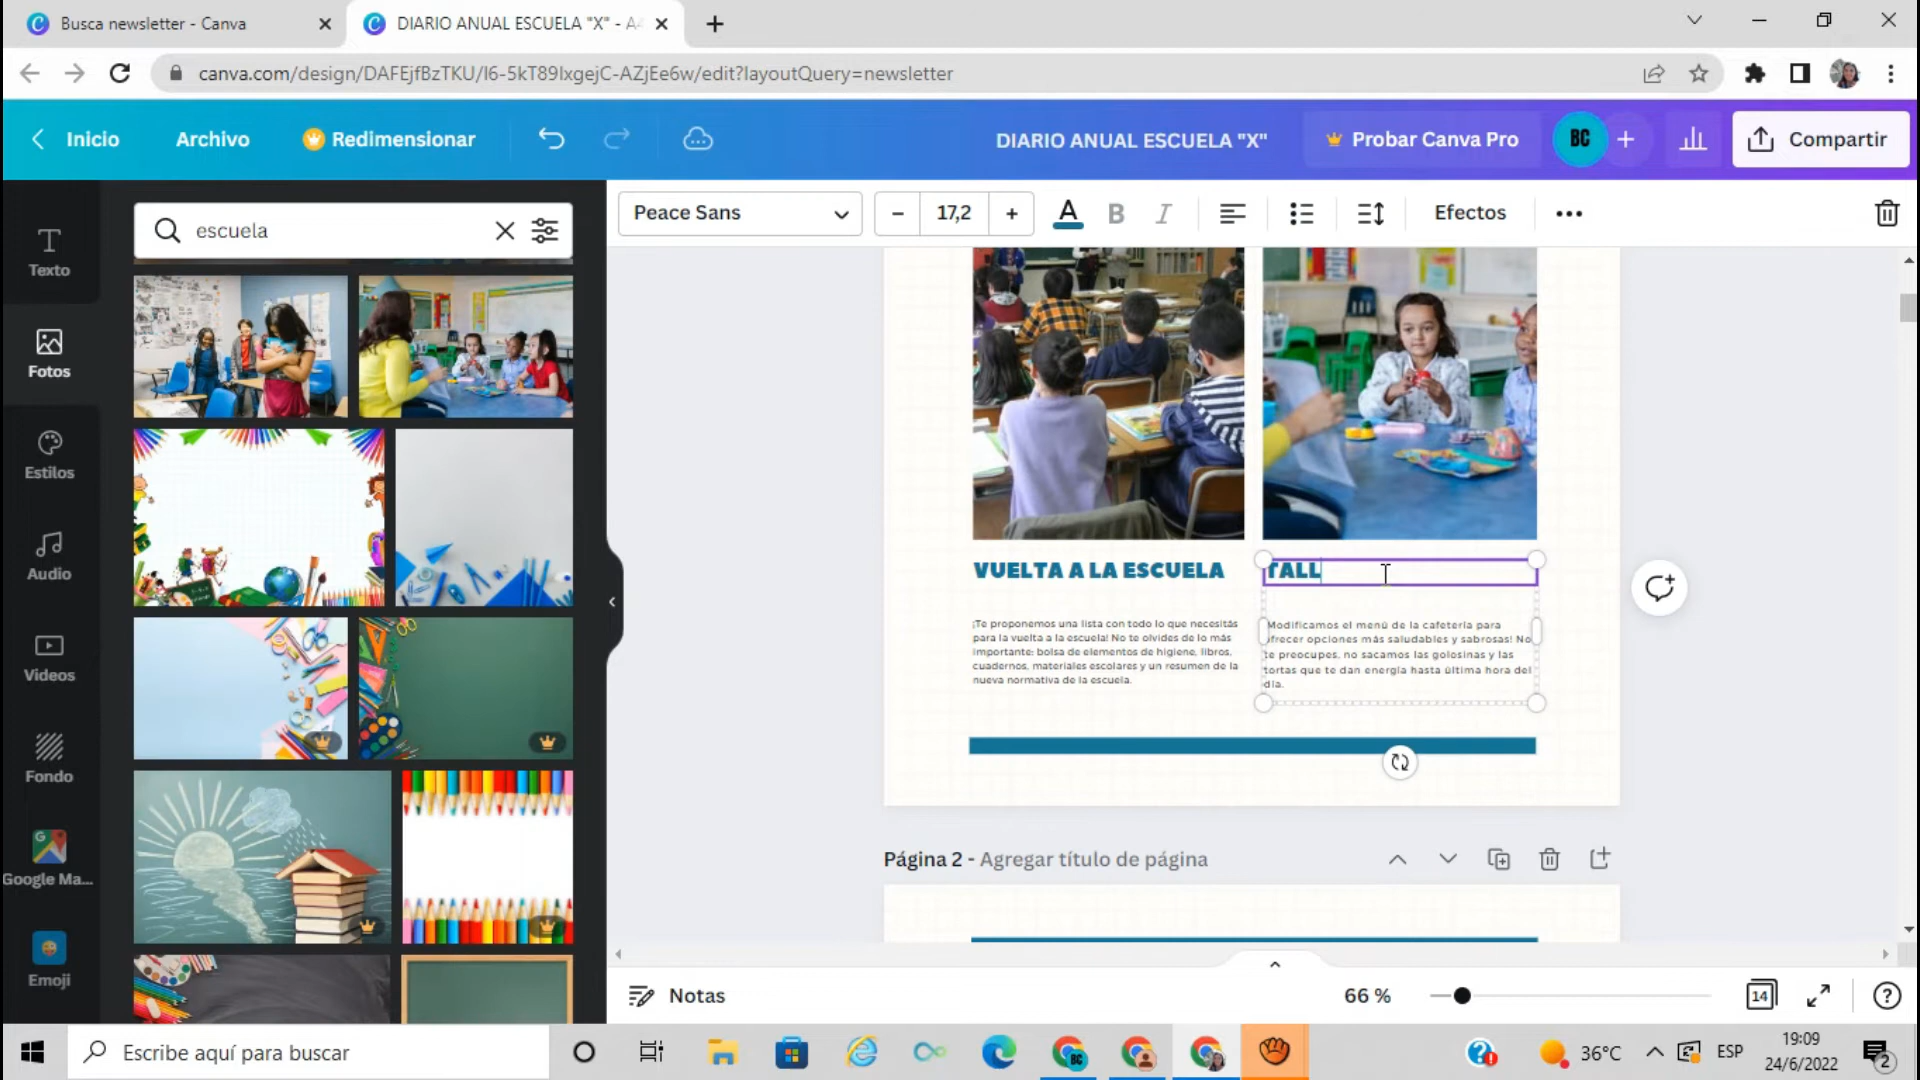 Busca newsletter - Canva
DIARIO ANUAL ESCUELA "X" - A4
canva.com/design/DAFEjfBzTKU/I6-5kT89IxgejC-AZjEe6w/edit?layoutQuery=newsletter
Inicio
Archivo
Redimensionar
DIARIO ANUAL ESCUELA "X"
Probar Canva Pro
BC
Compartir
escuela
Peace Sans
17,2
A
B
I
Efectos
Texto
Fotos
Estilos
Audio
Videos
Fondo
Google Ma...
Emoji
VUELTA A LA ESCUELA
¡Te proponemos una lista con todo lo que necesitás
para la vuelta a la escuela! No te olvides de lo más
importante: bolsa de elementos de higiene, libros,
cuadernos, materiales escolares y un resumen de la
nueva normativa de la escuela.
TALL
¡Modificamos el menú de la cafetería para
ofrecer opciones más saludables y sabrosas! No
te preocupes, no sacamos las golosinas y las
tortas que te dan energía hasta última hora del
día.
Página 2 - Agregar título de página
Notas
66 %
14
Escribe aquí para buscar
BC
36°C
ESP
19:09
24/6/2022
2